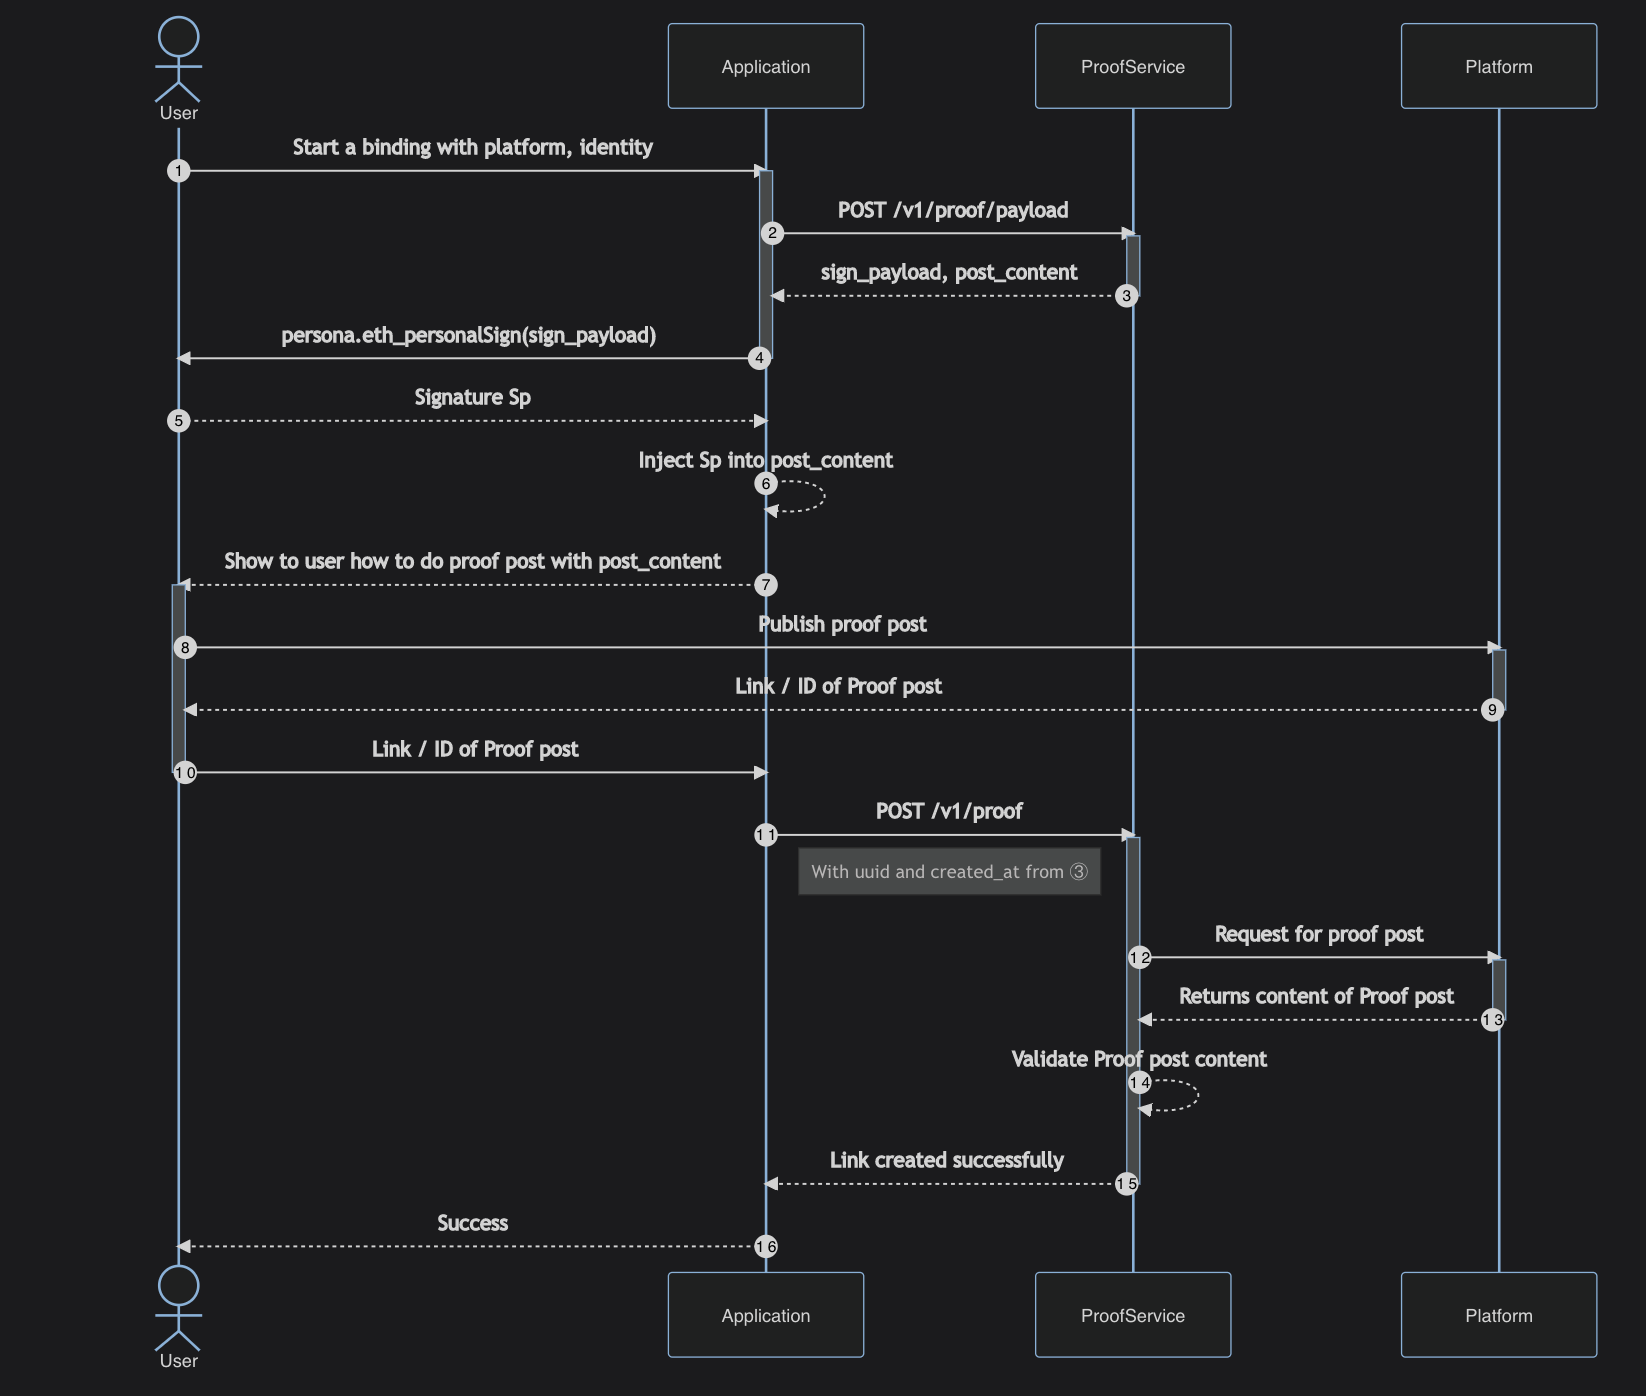 User
Application
ProofService
Platform
Start a binding with platform, identity
1
POST /v1/proof/payload
2
sign_payload, post_content
3
persona.eth_personalSign(sign_payload)
4
Signature Sp
5
Inject Sp into post_content
6
Show to user how to do proof post with post_content
7
Publish proof post
8
Link / ID of Proof post
9
Link / ID of Proof post
10
POST /v1/proof
11
With uuid and created_at from ③
Request for proof post
12
Returns content of Proof post
13
Validate Proof post content
14
Link created successfully
15
Success
16
User
Application
ProofService
Platform